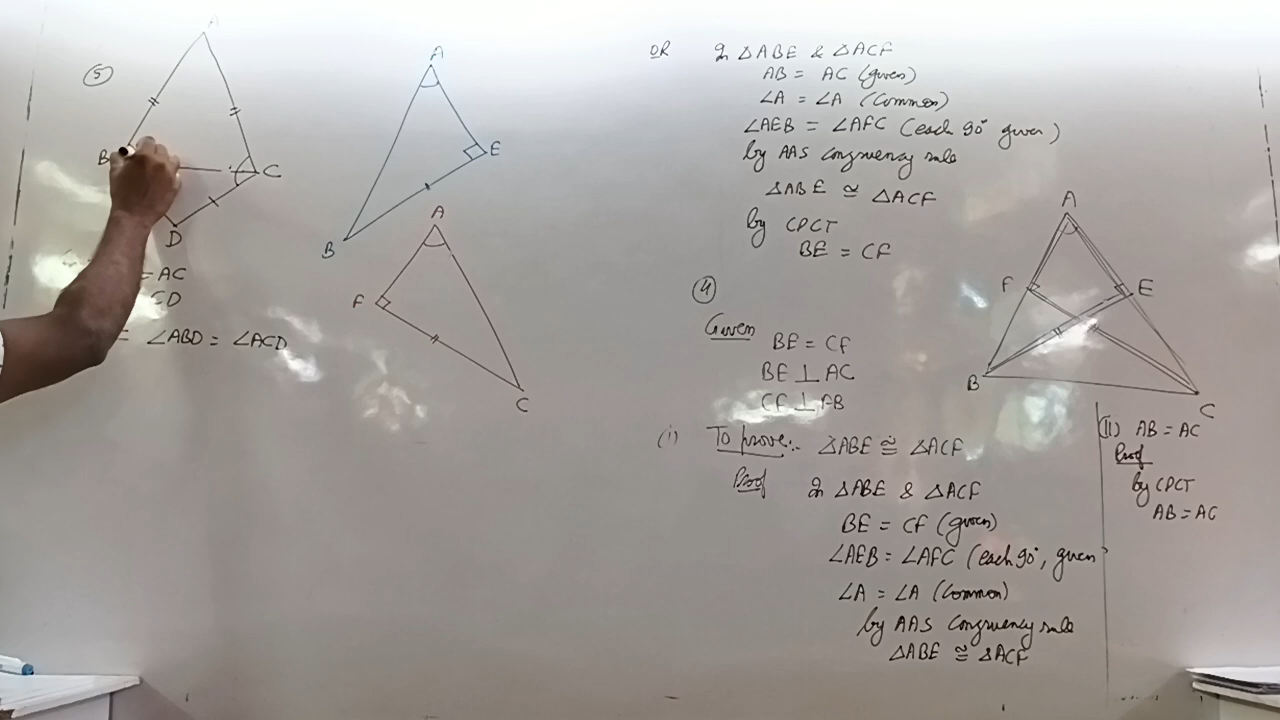 5
A
B
C
D
= AC
CD
= ∠ABD = ∠ACD
A
E
B
A
F
C
OR In △ABE & △ACF
AB = AC (given)
∠A = ∠A (Common)
∠AEB = ∠AFC (each 90° given)
by AAS congruency rule
△ABE ≅ △ACF
by CPCT
BE = CF
4
Given
BE = CF
BE ⊥ AC
CF ⊥ AB
A
F
E
B
C
(i) To prove:- △ABE ≅ △ACF
Proof In △ABE & △ACF
BE = CF (given)
∠AEB = ∠AFC (each 90°, given)
∠A = ∠A (Common)
by AAS Congruency rule
△ABE ≅ △ACF
(ii) AB = AC
Proof
by CPCT
AB = AC